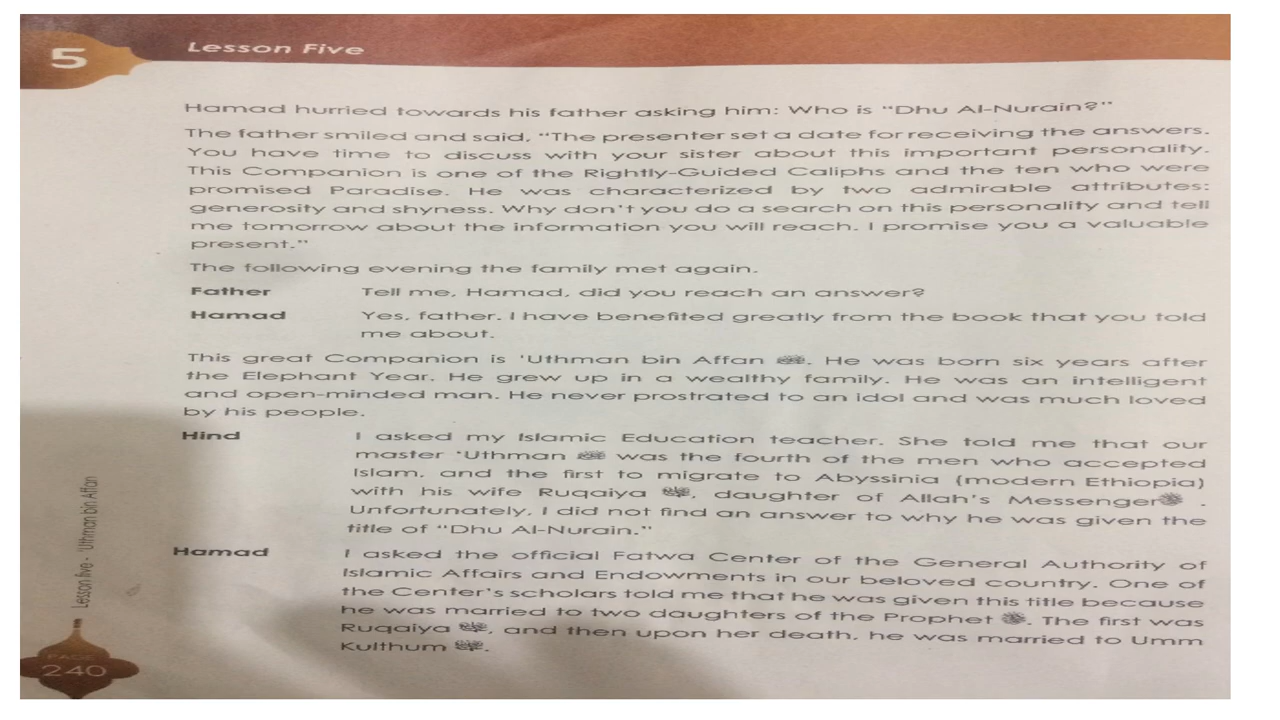 5
Lesson Five
Hamad hurried towards his father asking him: Who is "Dhu Al-Nurain?"
The father smiled and said, "The presenter set a date for receiving the answers.
You have time to discuss with your sister about this important personality.
This Companion is one of the Rightly-Guided Caliphs and the ten who were
promised Paradise. He was characterized by two admirable attributes:
generosity and shyness. Why don't you do a search on this personality and tell
me tomorrow about the information you will reach. I promise you a valuable
present."
The following evening the family met again.
Father Tell me, Hamad, did you reach an answer?
Hamad Yes, father. I have benefited greatly from the book that you told
me about.
This great Companion is 'Uthman bin Affan . He was born six years after
the Elephant Year. He grew up in a wealthy family. He was an intelligent
and open-minded man. He never prostrated to an idol and was much loved
by his people.
Hind I asked my Islamic Education teacher. She told me that our
master 'Uthman was the fourth of the men who accepted
Islam, and the first to migrate to Abyssinia (modern Ethiopia)
with his wife Ruqaiya , daughter of Allah's Messenger ﷺ .
Unfortunately, I did not find an answer to why he was given the
title of "Dhu Al-Nurain."
Hamad I asked the official Fatwa Center of the General Authority of
Islamic Affairs and Endowments in our beloved country. One of
the Center's scholars told me that he was given this title because
he was married to two daughters of the Prophet ﷺ. The first was
Ruqaiya , and then upon her death, he was married to Umm
Kulthum .
Lesson five - 'Uthman bin Affan
PAGE
240